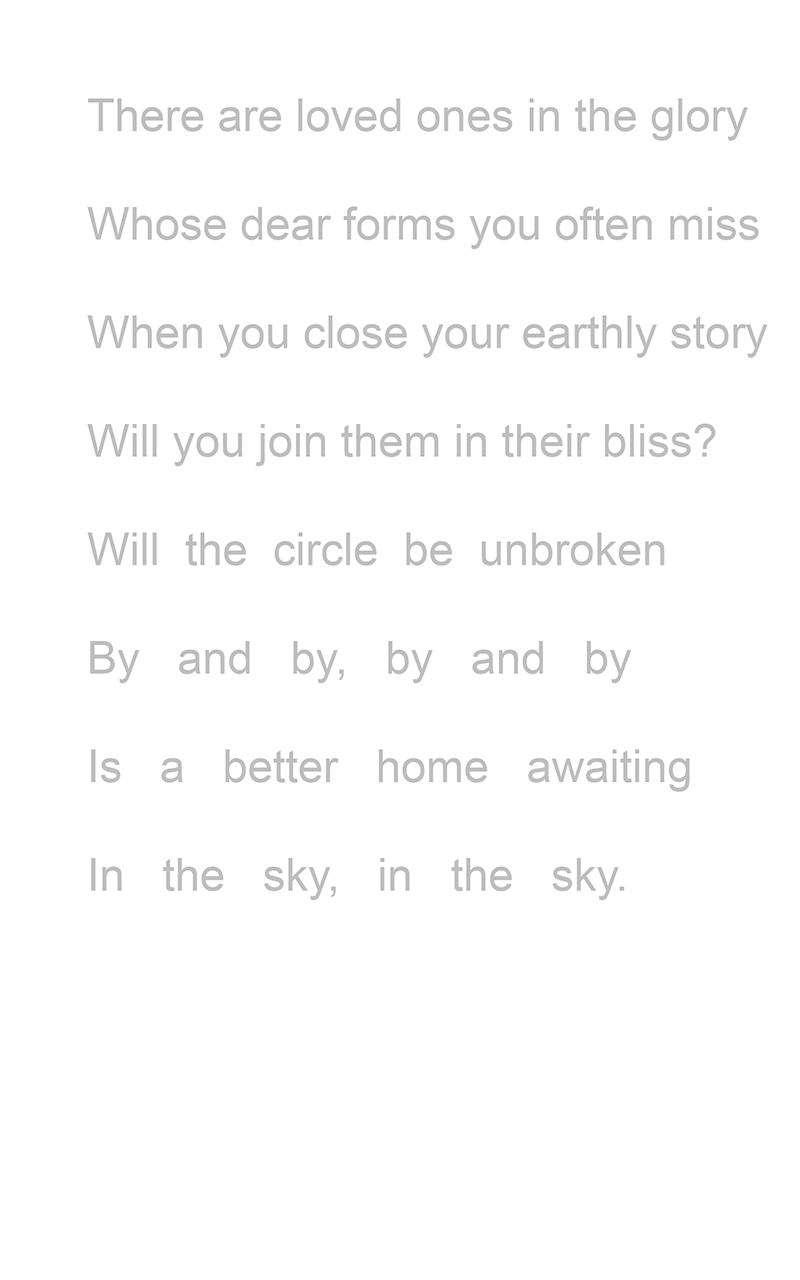 There are loved ones in the glory
Whose dear forms you often miss
When you close your earthly story
Will you join them in their bliss?
Will the circle be unbroken
By and by, by and by
Is a better home awaiting
In the sky, in the sky.